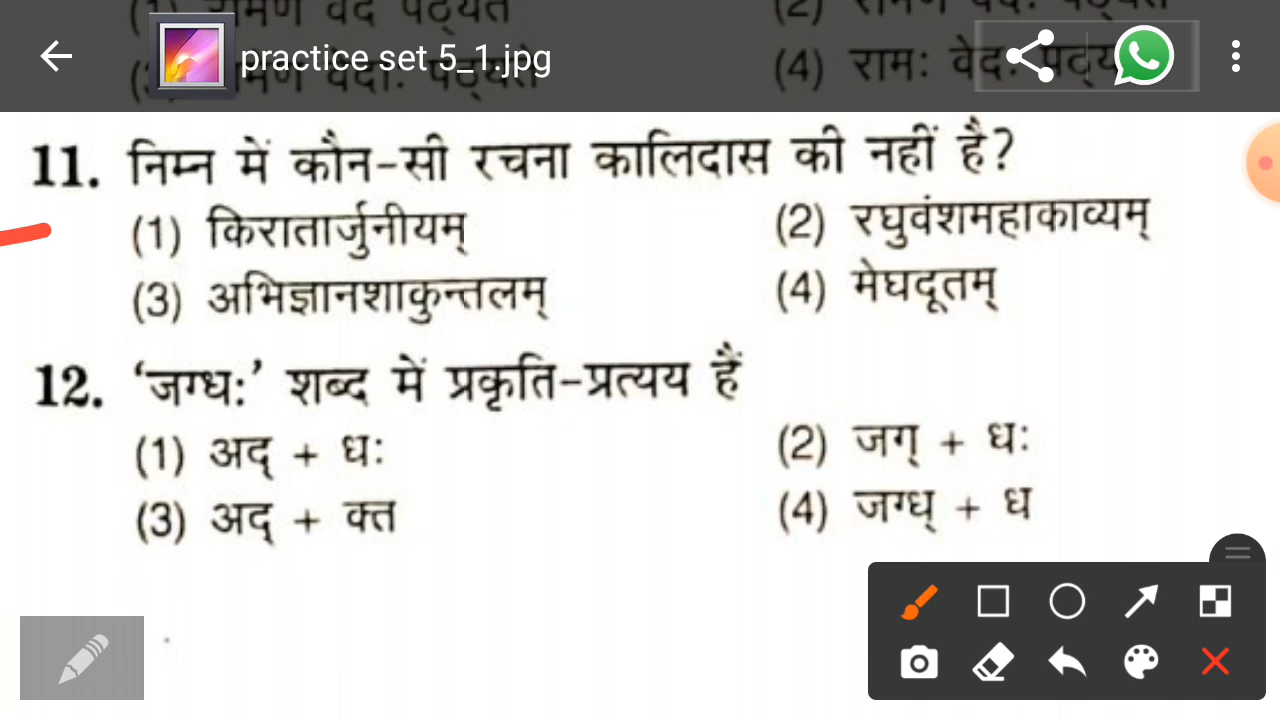 practice set 5_1.jpg
(4) रामः वेदः पठ्य
11. निम्न में कौन-सी रचना कालिदास की नहीं है?
(1) किरातार्जुनीयम्
(2) रघुवंशमहाकाव्यम्
(3) अभिज्ञानशाकुन्तलम्
(4) मेघदूतम्
12. ‘जग्धः’ शब्द में प्रकृति-प्रत्यय हैं
(1) अद् + धः
(2) जग् + धः
(3) अद् + क्त
(4) जग्ध् + ध